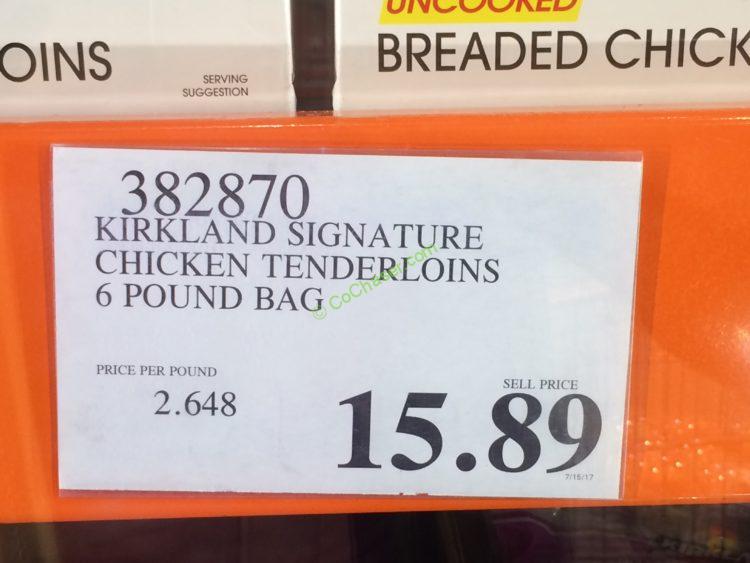 UNCOOKED
OINS
BREADED CHICK
SERVING
SUGGESTION
382870
KIRKLAND SIGNATURE
CHICKEN TENDERLOINS
6 POUND BAG
© CoChaser.com
PRICE PER POUND
2.648
SELL PRICE
15.89
7/15/17